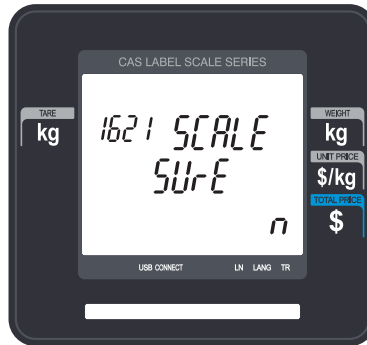 CAS LABEL SCALE SERIES
TARE
kg
1621 SCALE
SUrE
n
WEIGHT
kg
UNIT PRICE
$/kg
TOTAL PRICE
$
USB CONNECT LN LANG TR